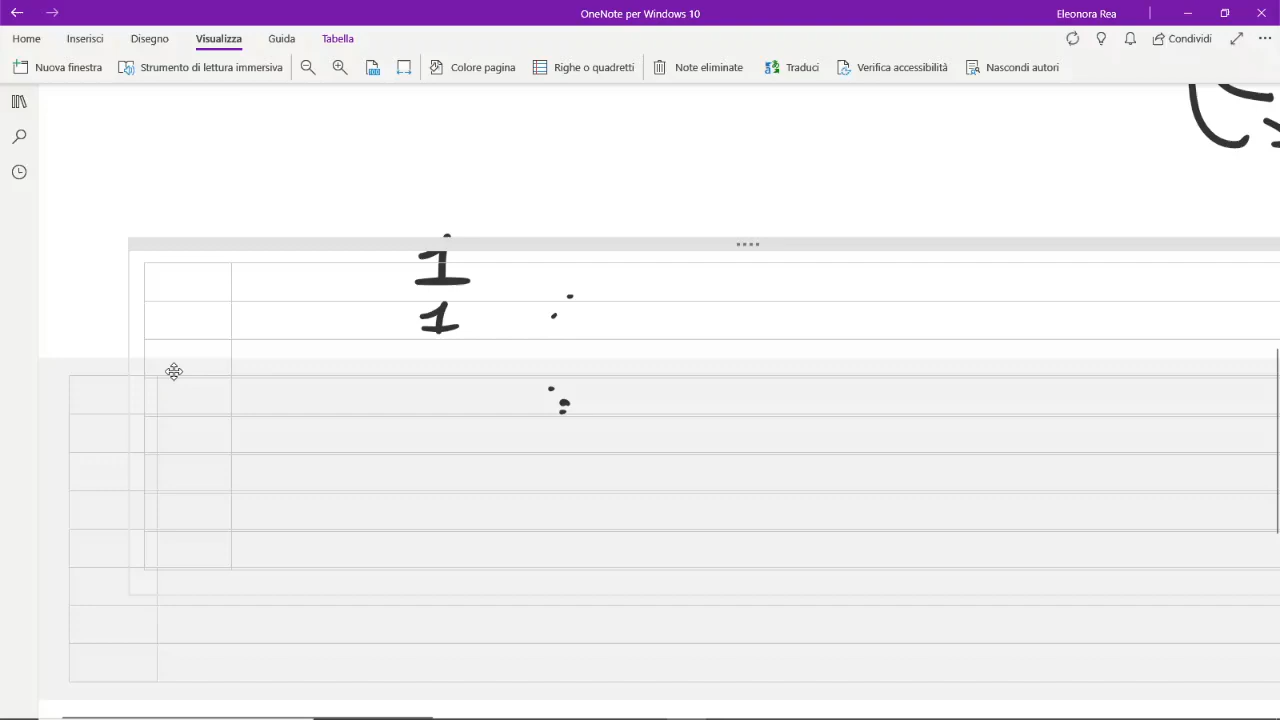 OneNote per Windows 10
Eleonora Rea
Home Inserisci Disegno Visualizza Guida Tabella Condividi
Nuova finestra Strumento di lettura immersiva Colore pagina Righe o quadretti Note eliminate Traduci Verifica accessibilità Nascondi autori
1
1